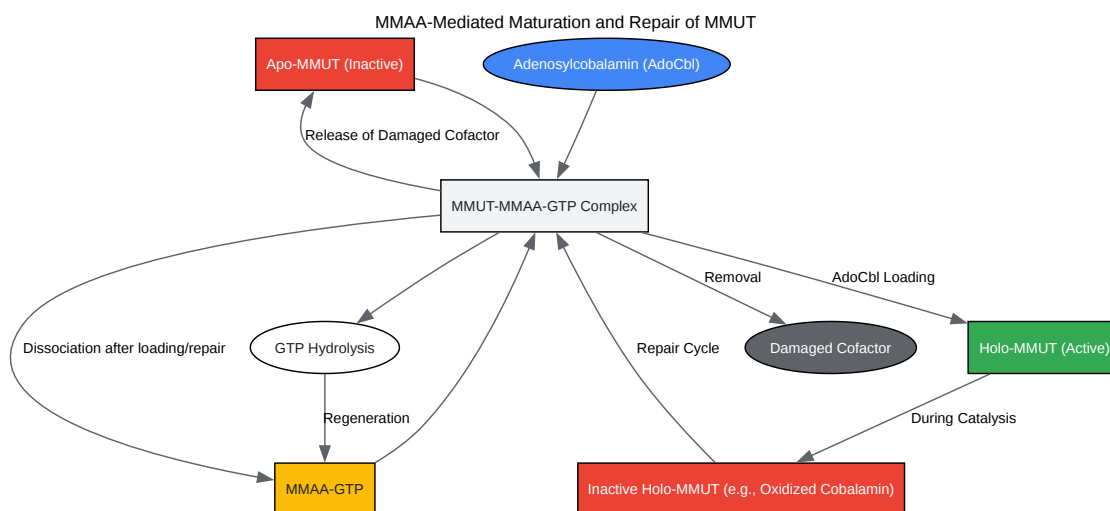 MMAA-Mediated Maturation and Repair of MMUT
Apo-MMUT (Inactive)
Adenosylcobalamin (AdoCbl)
Release of Damaged Cofactor
MMUT-MMAA-GTP Complex
Removal
AdoCbl Loading
Dissociation after loading/repair
GTP Hydrolysis
Repair Cycle
Damaged Cofactor
Holo-MMUT (Active)
Regeneration
During Catalysis
MMAA-GTP
Inactive Holo-MMUT (e.g., Oxidized Cobalamin)